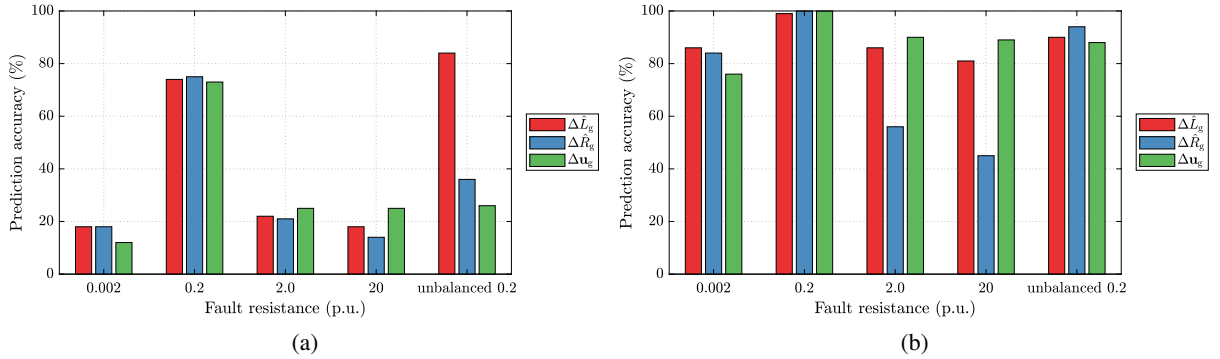 100
80
60
40
20
0
Prediction accuracy (%)
0.002 0.2 2.0 20 unbalanced 0.2
Fault resistance (p.u.)
ΔL̂g
ΔR̂g
Δug
(a)
100
80
60
40
20
0
Predction accuracy (%)
0.002 0.2 2.0 20 unbalanced 0.2
Fault resistance (p.u.)
ΔL̂g
ΔR̂g
Δug
(b)